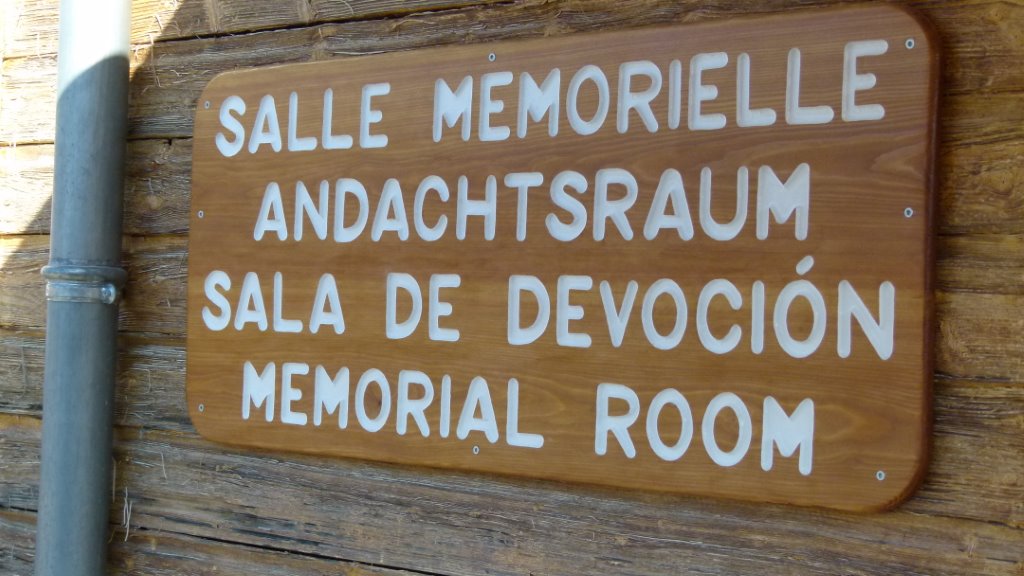 SALLE MEMORIELLE
ANDACHTSRAUM
SALA DE DEVOCIÓN
MEMORIAL ROOM